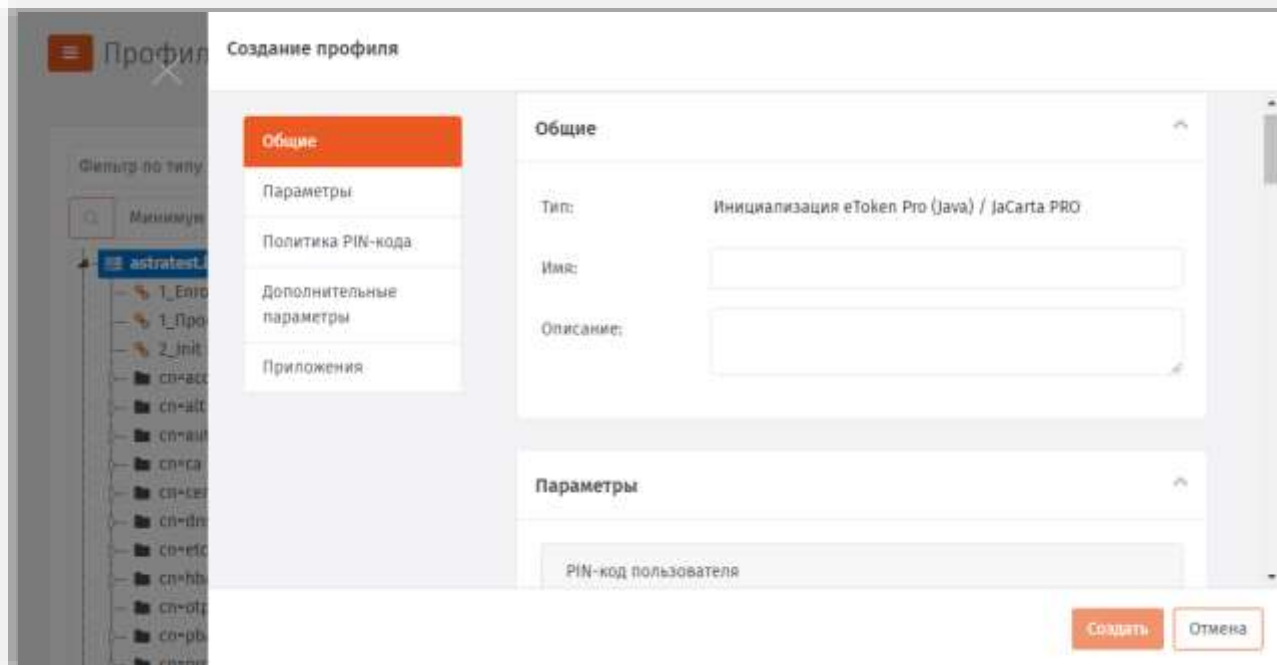 Профил
Создание профиля
Фильтр по типу
Минимум
astratest.
1_Enro
1_Про
2_Init
cn=acc
cn=alt
cn=aut
cn=ca
cn=cer
cn=dn
cn=etc
cn=hb
cn=otp
cn=pb
Общие
Параметры
Политика PIN-кода
Дополнительные
параметры
Приложения
Общие
Тип: Инициализация eToken Pro (Java) / JaCarta PRO
Имя:
Описание:
Параметры
PIN-код пользователя
Создать Отмена